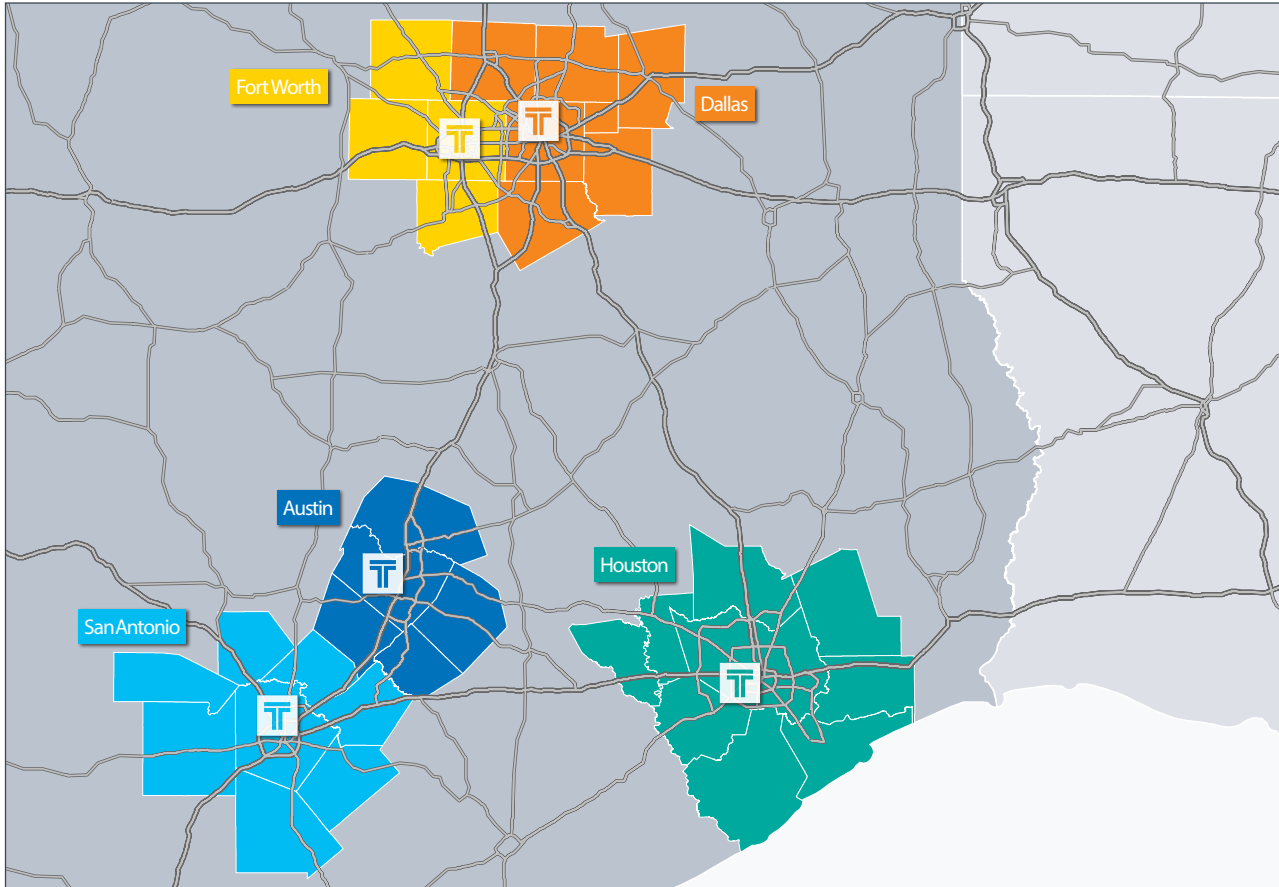 Fort Worth
Dallas
Austin
Houston
San Antonio